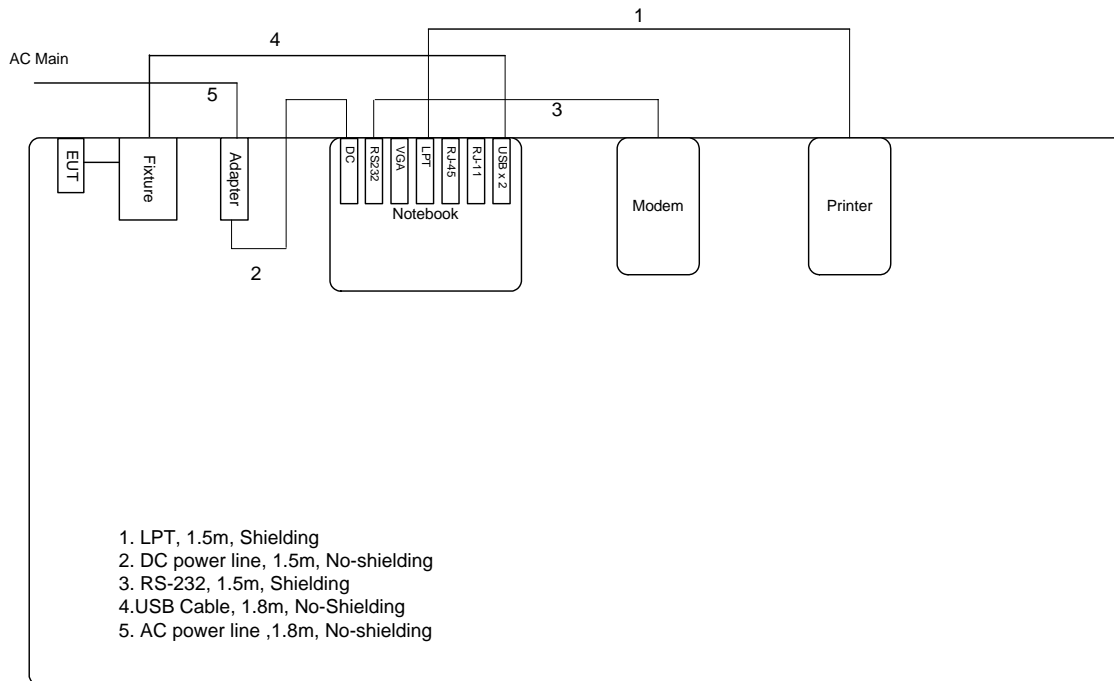 1
4
AC Main
5
3
EUT
Fixture
Adapter
DC
RS232
VGA
LPT
RJ-45
RJ-11
USB x 2
Notebook
Modem
Printer
2
1. LPT, 1.5m, Shielding
2. DC power line, 1.5m, No-shielding
3. RS-232, 1.5m, Shielding
4.USB Cable, 1.8m, No-Shielding
5. AC power line ,1.8m, No-shielding